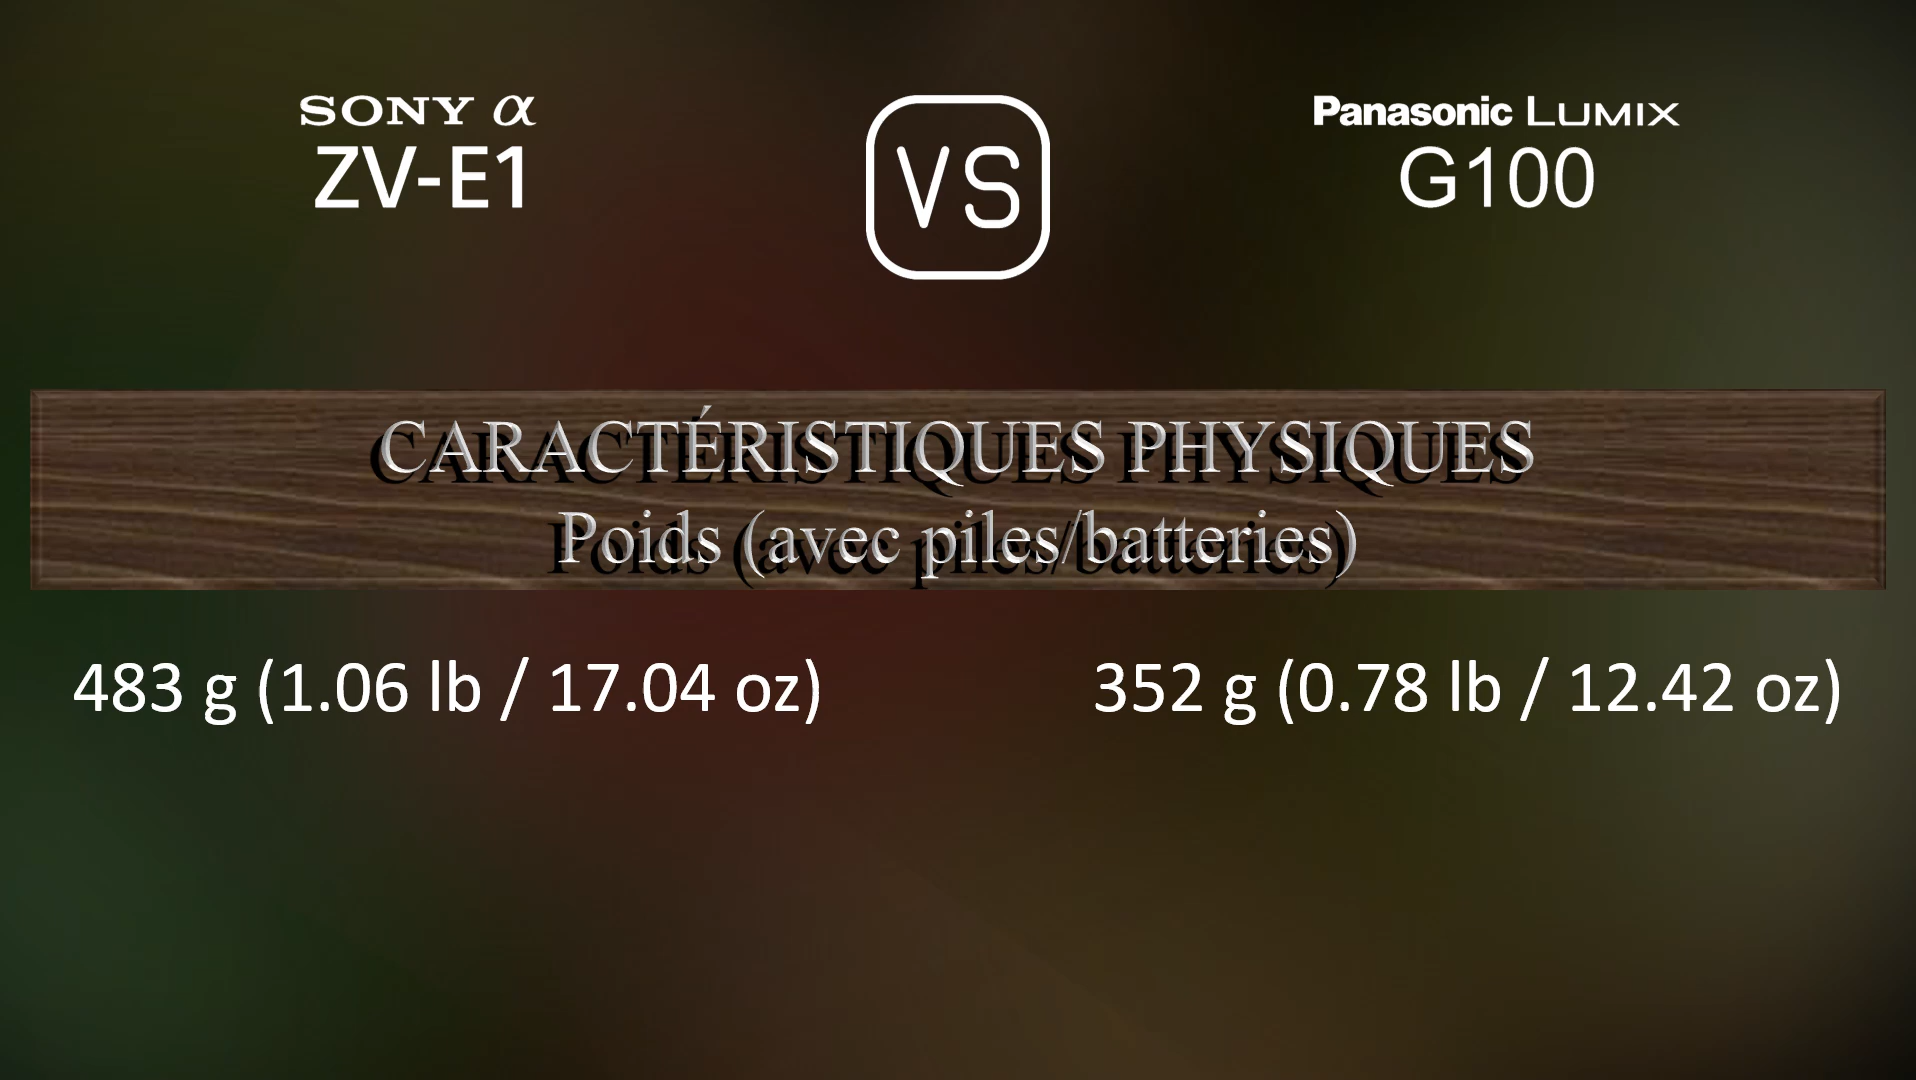 SONY α
ZV-E1
VS
Panasonic LUMIX
G100
CARACTÉRISTIQUES PHYSIQUES
Poids (avec piles/batteries)
483 g (1.06 lb / 17.04 oz)
352 g (0.78 lb / 12.42 oz)